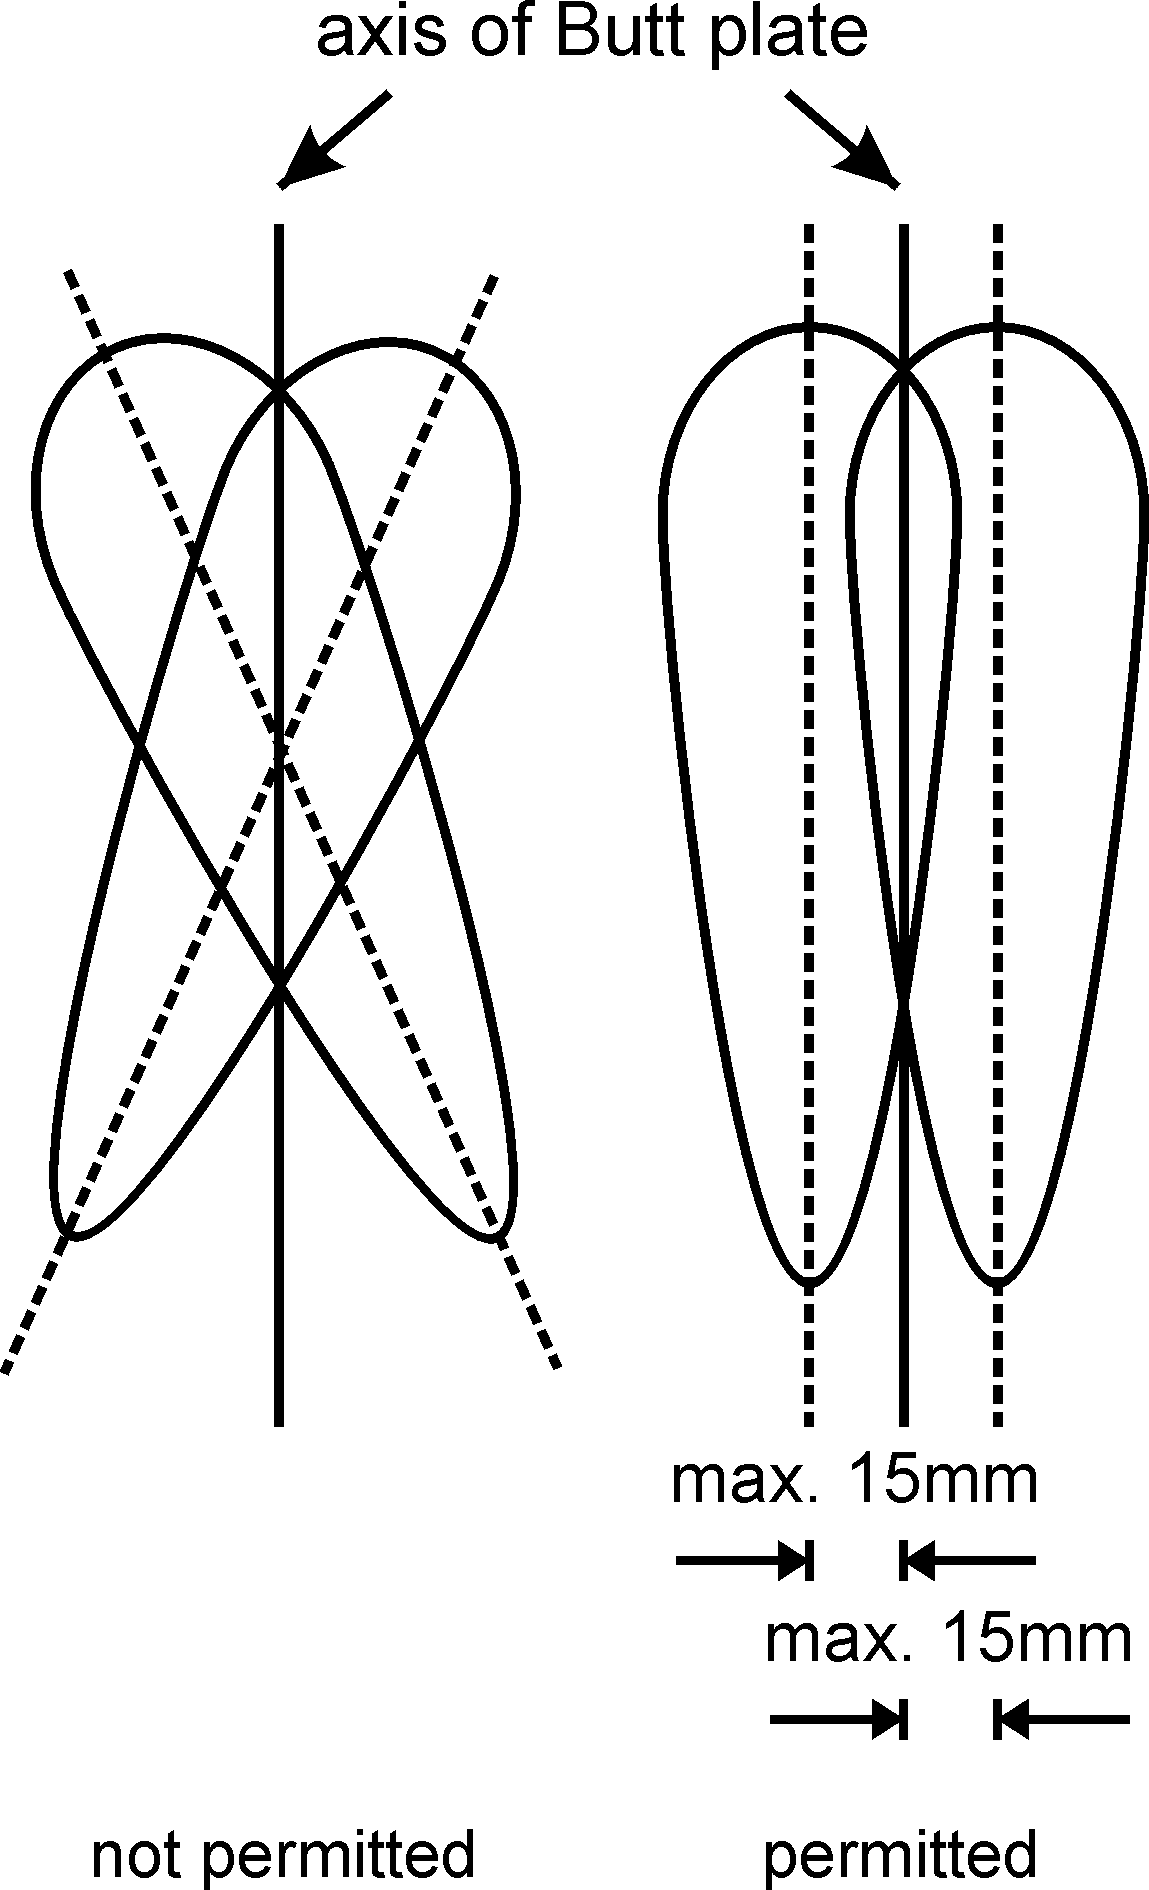 axis of Butt plate
max. 15mm
max. 15mm
not permitted
permitted